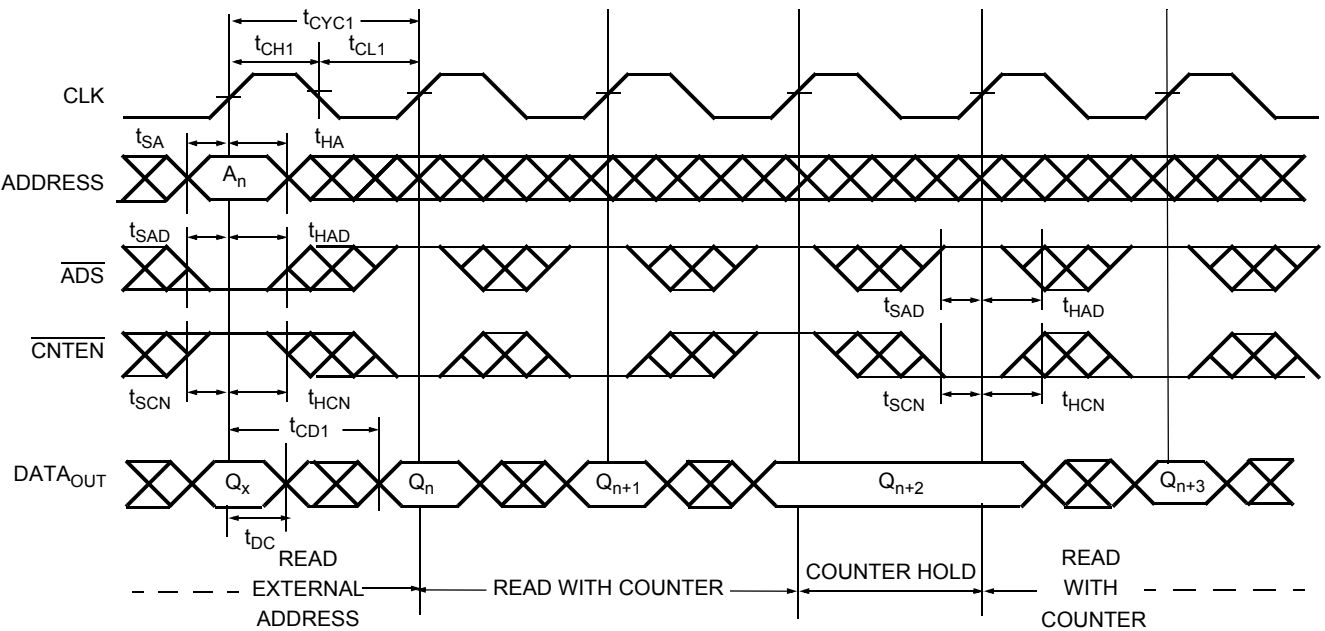 tCYC1
tCH1 tCL1
CLK
tSA tHA
ADDRESS An
tSAD tHAD
ADS
tSAD tHAD
CNTEN
tSCN tHCN tSCN tHCN
tCD1
DATAOUT Qx Qn Qn+1 Qn+2 Qn+3
tDC
READ
EXTERNAL
ADDRESS
READ WITH COUNTER
COUNTER HOLD
READ
WITH
COUNTER